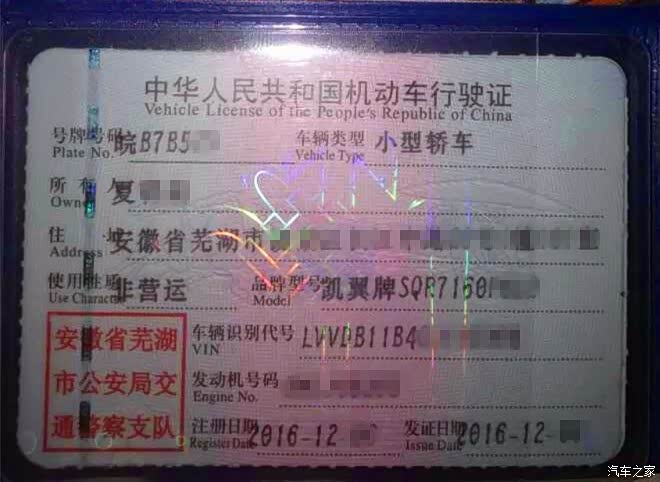 中华人民共和国机动车行驶证
Vehicle License of the People's Republic of China
号牌号码 皖B7B5 车辆类型 小型轿车
Plate No. Vehicle Type
所有人 夏
Owner
住址 安徽省芜湖市
Address
使用性质 非营运 品牌型号 凯翼牌SQR7160
Use Character Model
安徽省芜湖 车辆识别代号 LVVDB11B4
VIN
市公安局交 发动机号码
Engine No.
通警察支队 注册日期 2016-12- 发证日期 2016-12-
Register Date Issue Date
汽车之家